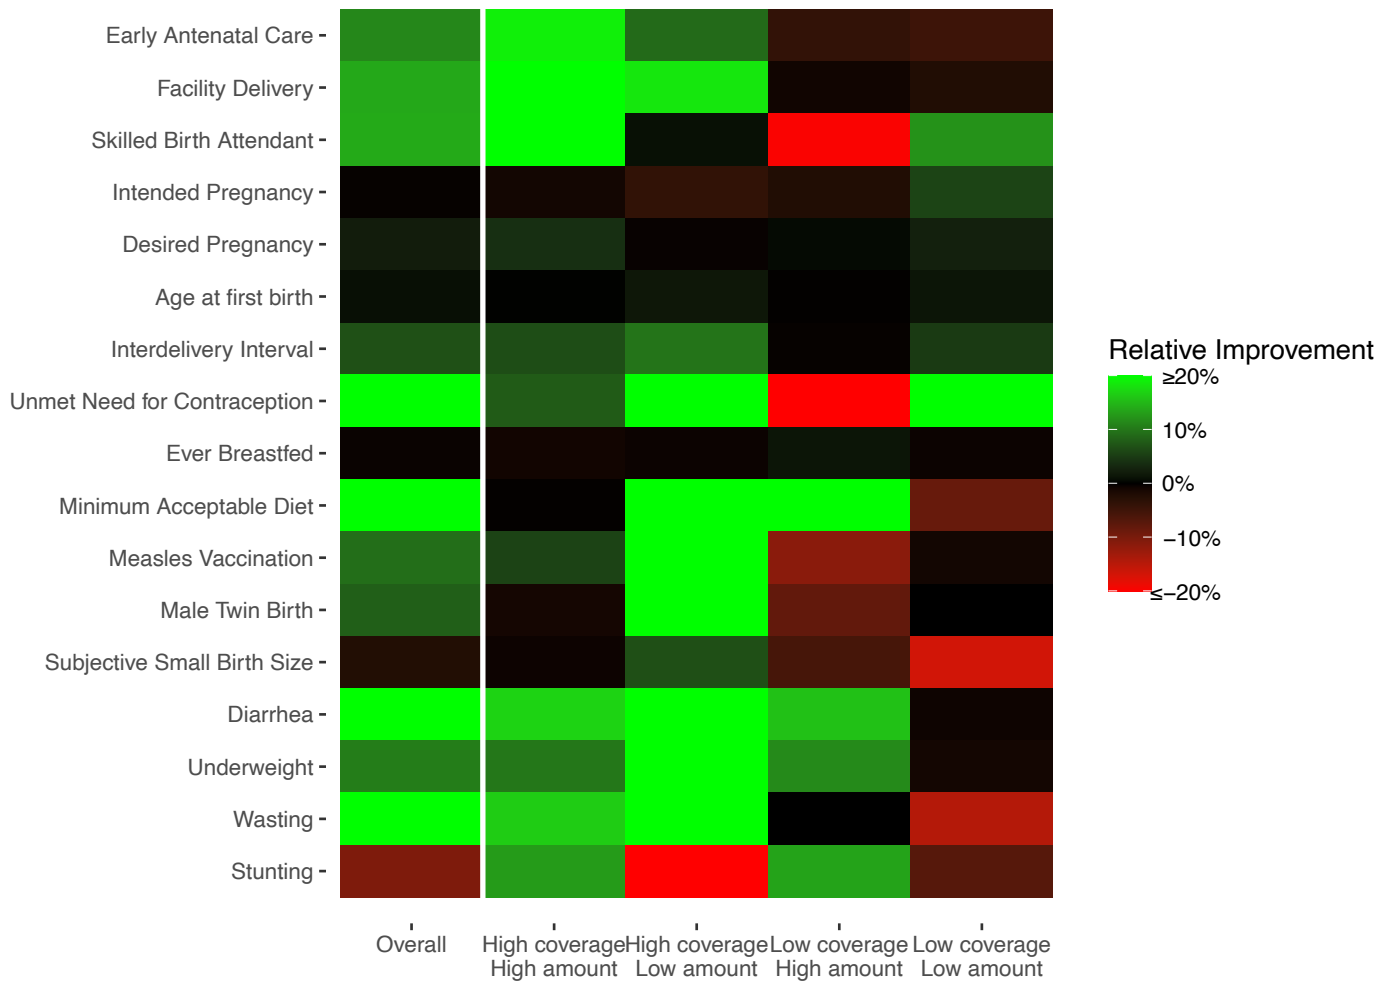 Early Antenatal Care
Facility Delivery
Skilled Birth Attendant
Intended Pregnancy
Desired Pregnancy
Age at first birth
Interdelivery Interval
Unmet Need for Contraception
Ever Breastfed
Minimum Acceptable Diet
Measles Vaccination
Male Twin Birth
Subjective Small Birth Size
Diarrhea
Underweight
Wasting
Stunting
Overall
High coverage
High amount
High coverage
Low amount
Low coverage
High amount
Low coverage
Low amount
Relative Improvement
≥20%
10%
0%
−10%
≤−20%